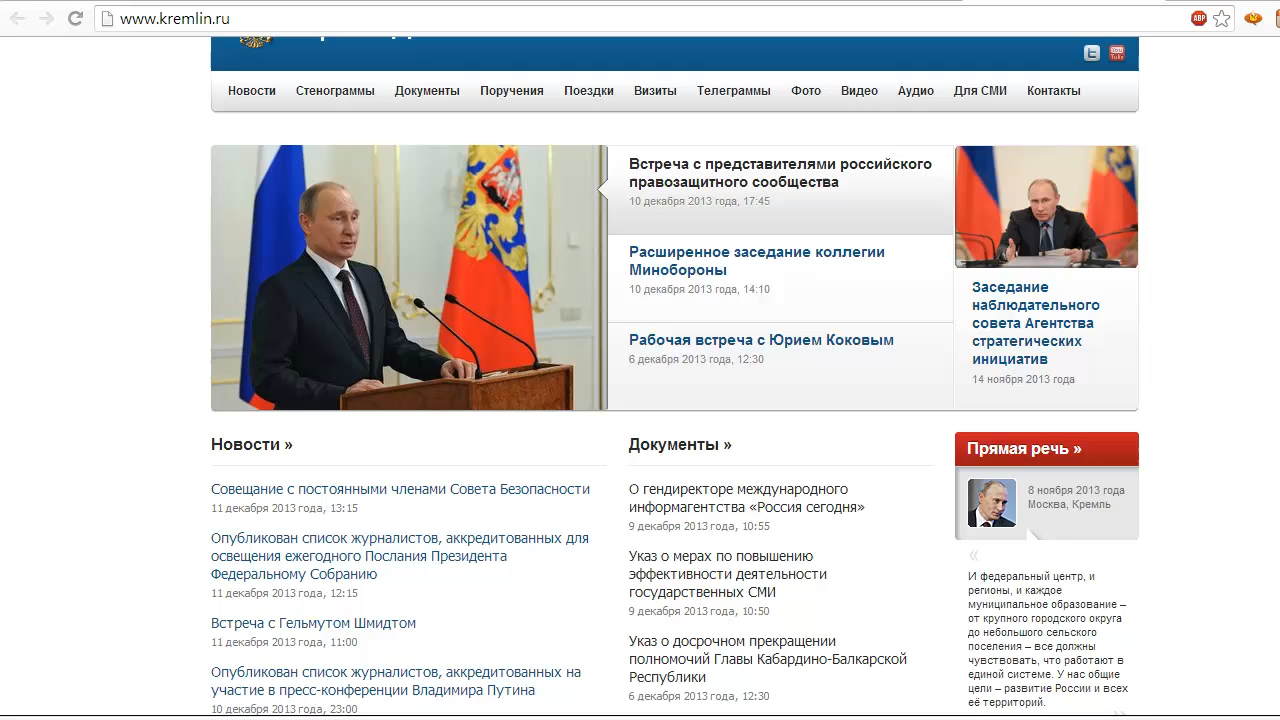 www.kremlin.ru
ABP
You
Tube
Новости Стенограммы Документы Поручения Поездки Визиты Телеграммы Фото Видео Аудио Для СМИ Контакты
Встреча с представителями российского
правозащитного сообщества
10 декабря 2013 года, 17:45
Расширенное заседание коллегии
Минобороны
10 декабря 2013 года, 14:10
Рабочая встреча с Юрием Коковым
6 декабря 2013 года, 12:30
Заседание
наблюдательного
совета Агентства
стратегических
инициатив
14 ноября 2013 года
Новости »
Совещание с постоянными членами Совета Безопасности
11 декабря 2013 года, 13:15
Опубликован список журналистов, аккредитованных для
освещения ежегодного Послания Президента
Федеральному Собранию
11 декабря 2013 года, 12:15
Встреча с Гельмутом Шмидтом
11 декабря 2013 года, 11:00
Опубликован список журналистов, аккредитованных на
участие в пресс-конференции Владимира Путина
10 декабря 2013 года, 23:00
Документы »
О гендиректоре международного
информагентства «Россия сегодня»
9 декабря 2013 года, 10:55
Указ о мерах по повышению
эффективности деятельности
государственных СМИ
9 декабря 2013 года, 10:50
Указ о досрочном прекращении
полномочий Главы Кабардино-Балкарской
Республики
6 декабря 2013 года, 12:30
Прямая речь »
8 ноября 2013 года
Москва, Кремль
«
И федеральный центр, и
регионы, и каждое
муниципальное образование –
от крупного городского округа
до небольшого сельского
поселения – все должны
чувствовать, что работают в
единой системе. У нас общие
цели – развитие России и всех
её территорий.